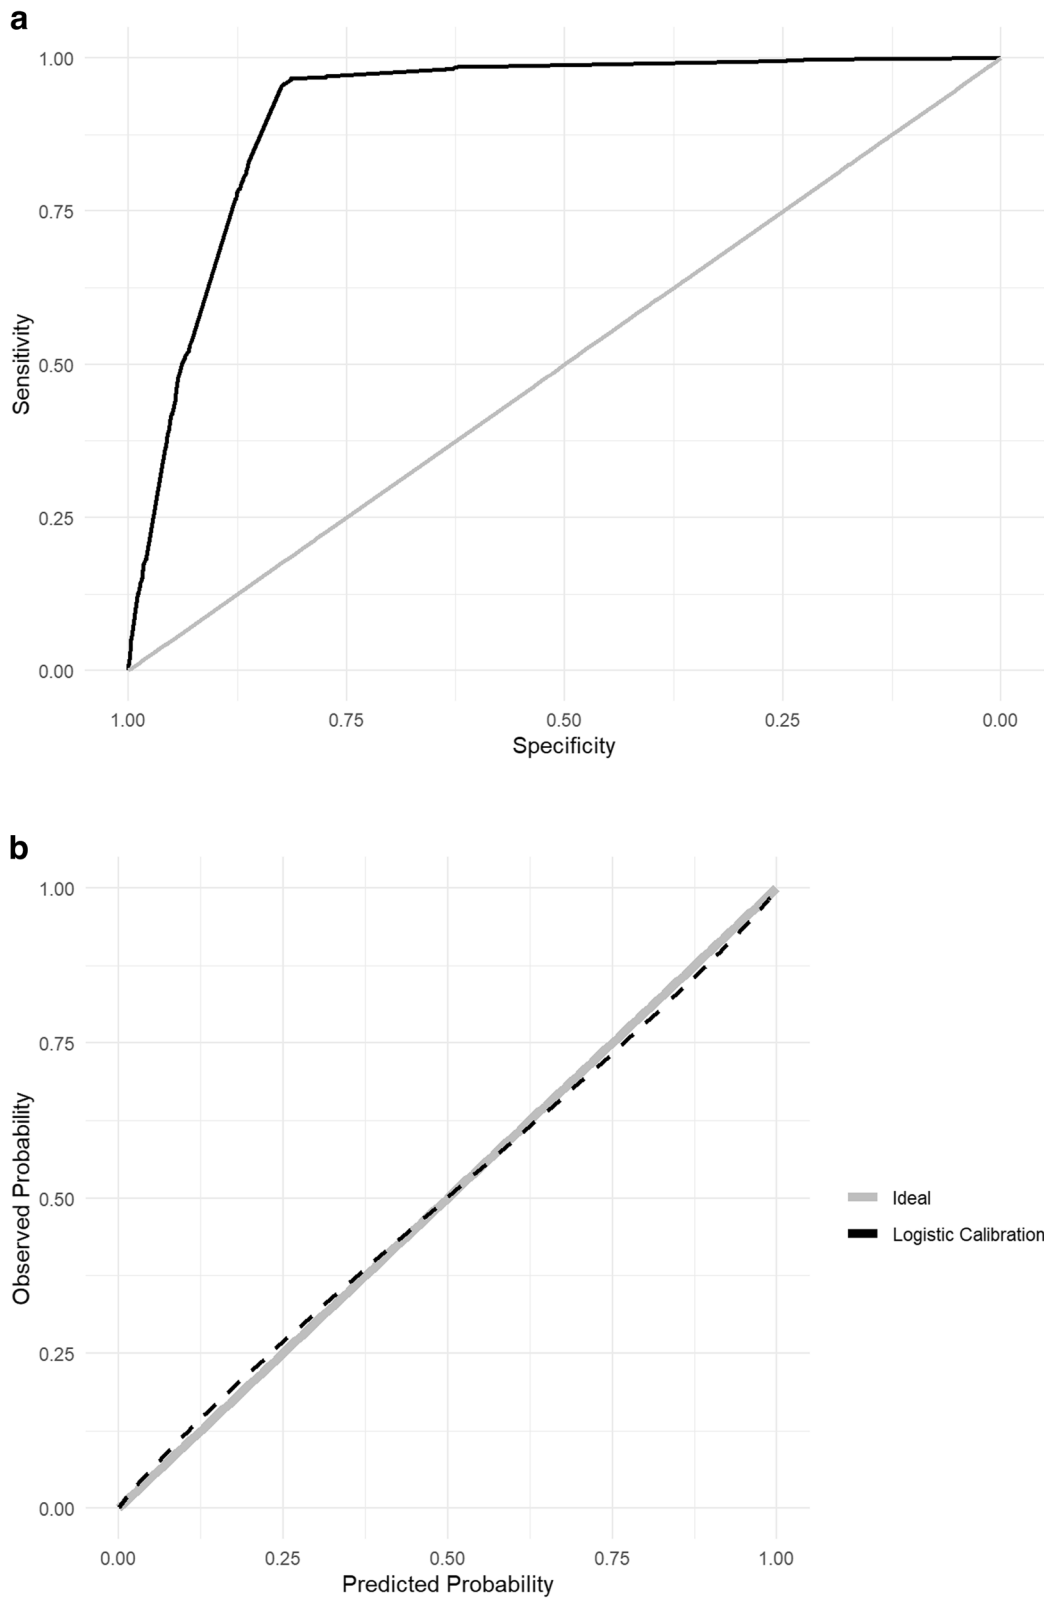 a
1.00
0.75
0.50
0.25
0.00
Sensitivity
1.00 0.75 0.50 0.25 0.00
Specificity
b
1.00
0.75
0.50
0.25
0.00
Observed Probability
0.00 0.25 0.50 0.75 1.00
Predicted Probability
Ideal
Logistic Calibration